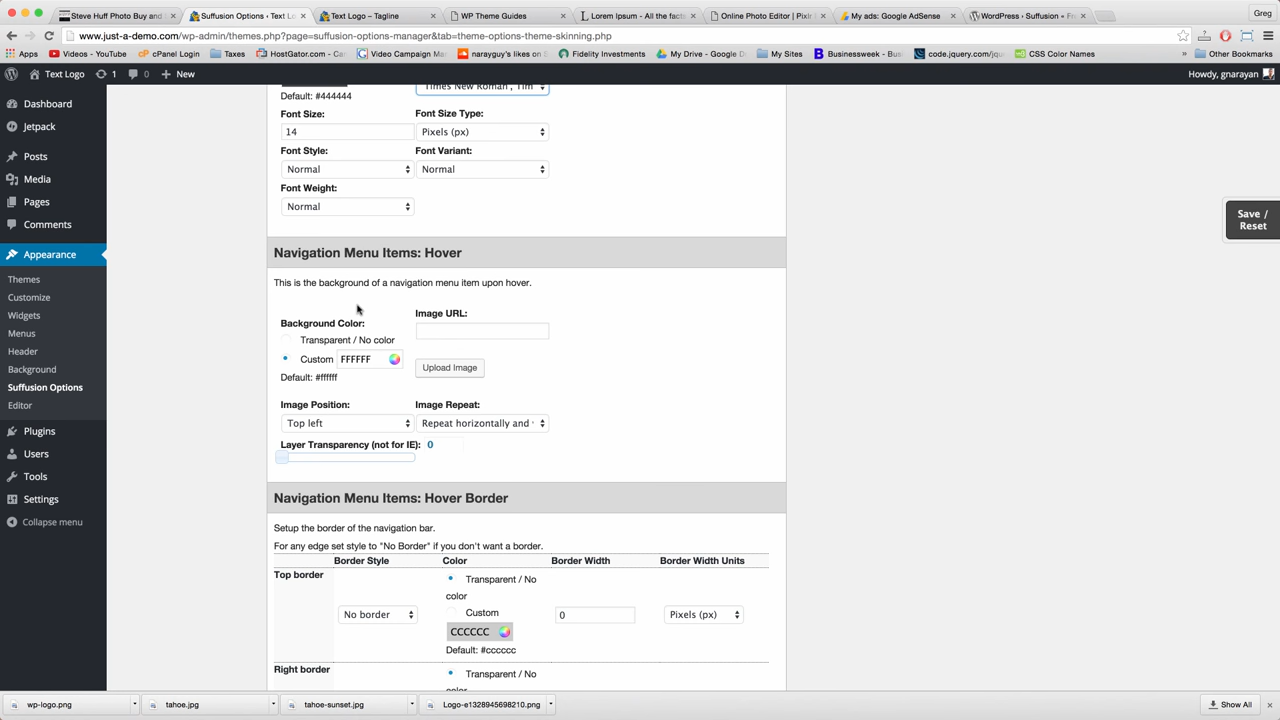 Steve Huff Photo Buy and
Suffusion Options ‹ Text L
Text Logo – Tagline
WP Theme Guides
Lorem Ipsum - All the facts
Online Photo Editor | Pixlr
My ads: Google AdSense
WordPress › Suffusion « Fr
Greg
www.just-a-demo.com/wp-admin/themes.php?page=suffusion-options-manager&tab=theme-options-theme-skinning.php
Apps
Videos - YouTube
cPanel Login
Taxes
HostGator.com - C
Video Campaign M
narayguy's likes on S
Fidelity Investments
My Drive - Google D
My Sites
Businessweek - Bus
code.jquery.com/jqu
CSS Color Names
Other Bookmarks
Text Logo
1
0
New
Howdy, gnarayan
Dashboard
Jetpack
Posts
Media
Pages
Comments
Appearance
Themes
Customize
Widgets
Menus
Header
Background
Suffusion Options
Editor
Plugins
Users
Tools
Settings
Collapse menu
Times New Roman , Tim
Default: #444444
Font Size: Font Size Type:
14 Pixels (px)
Font Style: Font Variant:
Normal Normal
Font Weight:
Normal
Save /
Reset
Navigation Menu Items: Hover
This is the background of a navigation menu item upon hover.
Image URL:
Background Color:
Transparent / No color
Custom FFFFFF
Upload Image
Default: #ffffff
Image Position: Image Repeat:
Top left Repeat horizontally and
Layer Transparency (not for IE): 0
Navigation Menu Items: Hover Border
Setup the border of the navigation bar.
For any edge set style to "No Border" if you don't want a border.
Border Style Color Border Width Border Width Units
Top border
Transparent / No
color
No border
Custom
0
Pixels (px)
CCCCCC
Default: #cccccc
Right border
Transparent / No
color
wp-logo.png
tahoe.jpg
tahoe-sunset.jpg
Logo-e1328945698210.png
Show All